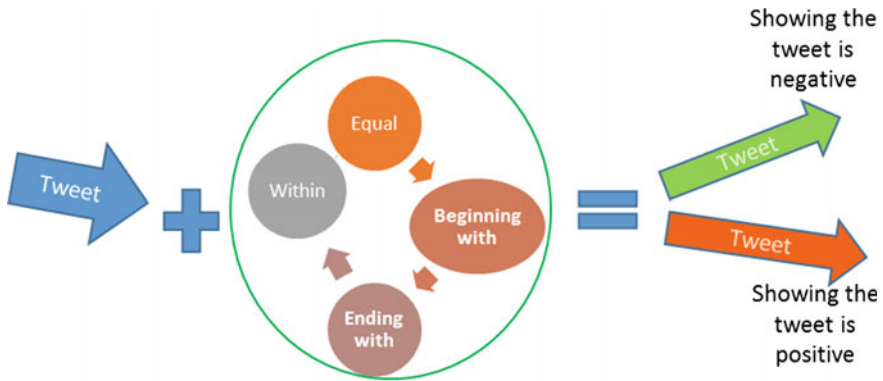 Tweet
Equal
Within
Beginning
with
Ending
with
Showing the
tweet is
negative
Tweet
Tweet
Showing the
tweet is
positive